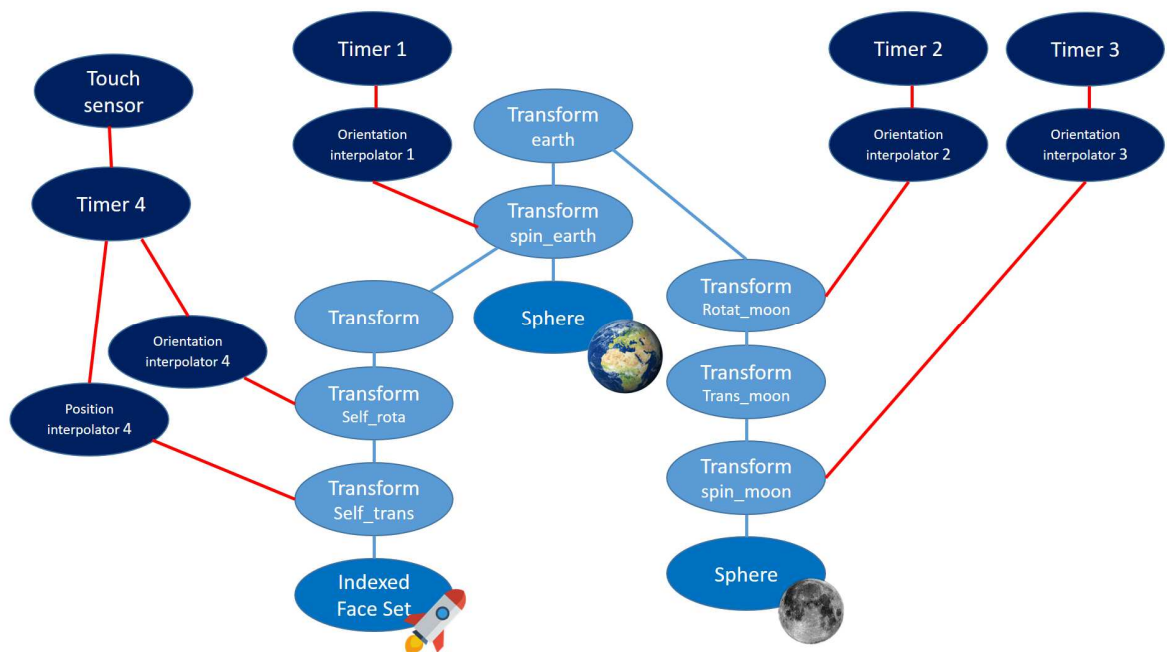 Timer 1
Timer 2
Timer 3
Touch
sensor
Transform
earth
Orientation
interpolator 1
Orientation
interpolator 2
Orientation
interpolator 3
Timer 4
Transform
spin_earth
Transform
Rotat_moon
Transform
Sphere
Orientation
interpolator 4
Transform
Trans_moon
Transform
Self_rota
Position
interpolator 4
Transform
spin_moon
Transform
Self_trans
Indexed
Face Set
Sphere